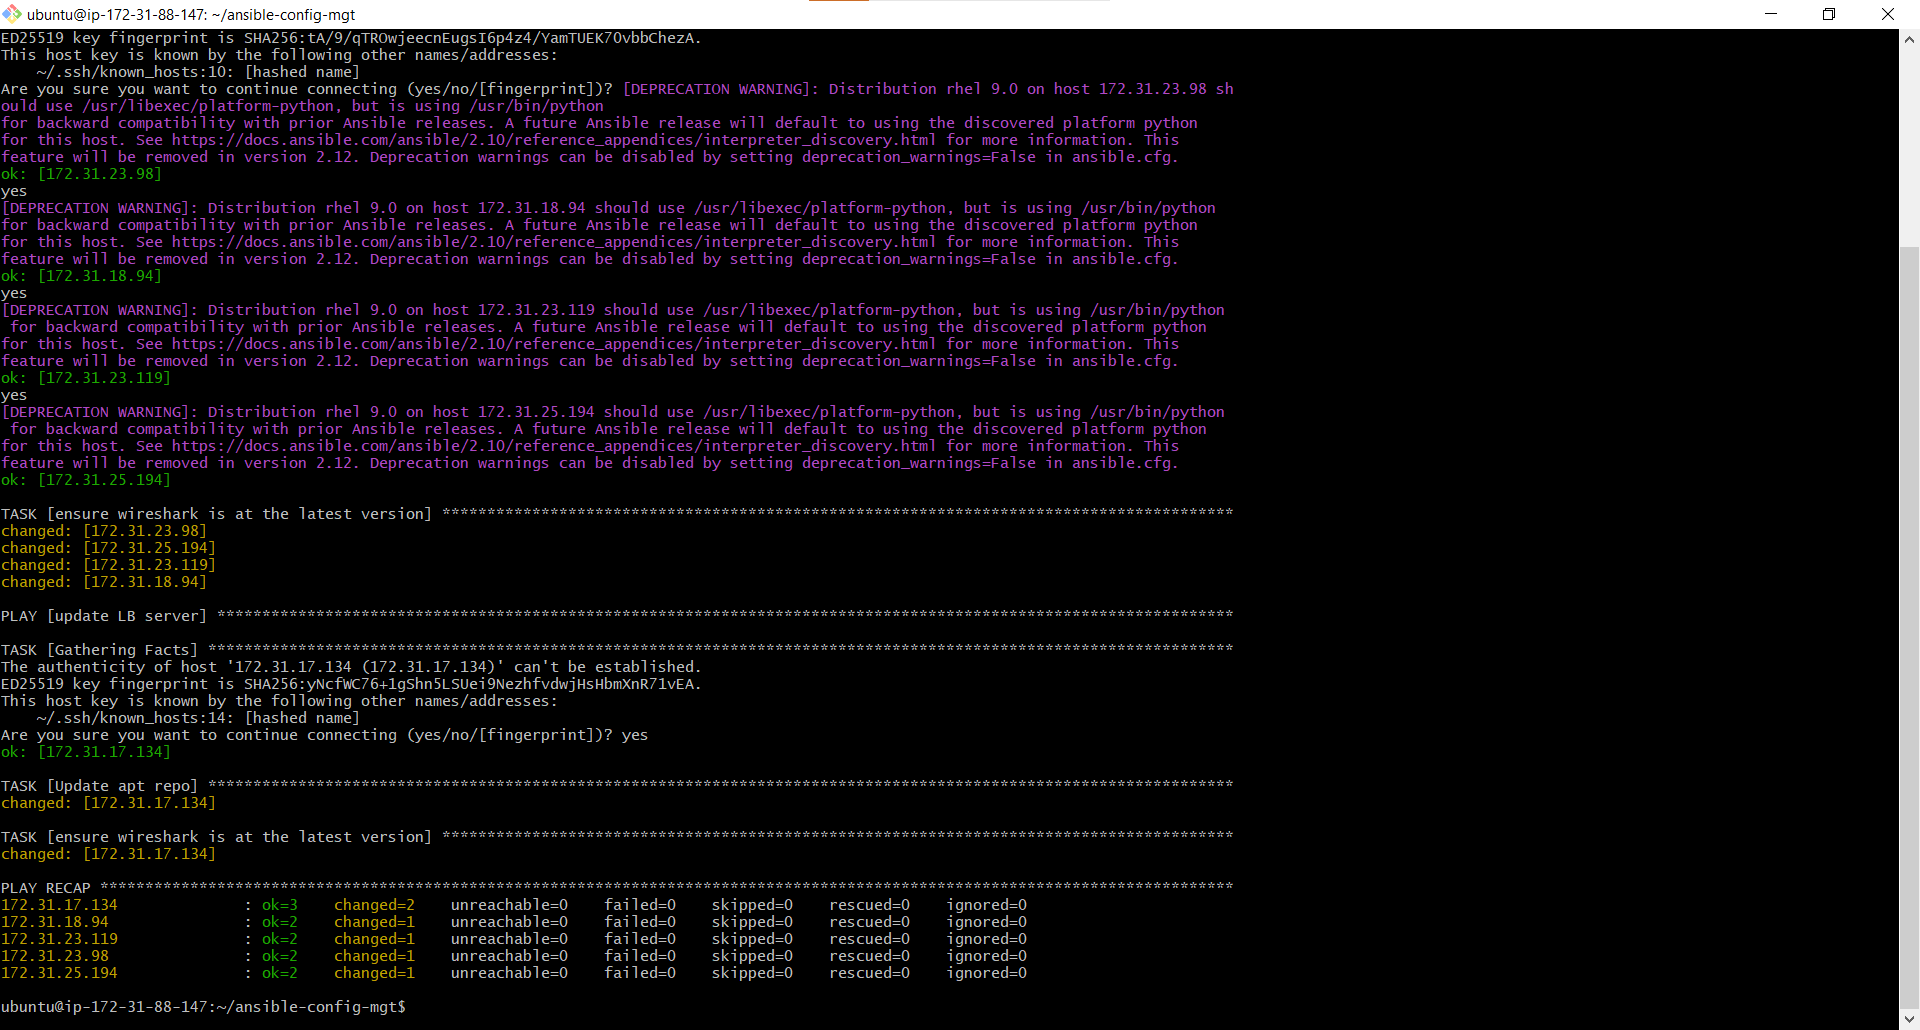 ubuntu@ip-172-31-88-147: ~/ansible-config-mgt
ED25519 key fingerprint is SHA256:tA/9/qTROwjeecnEugsI6p4z4/YamTUEK7OvbbChezA.
This host key is known by the following other names/addresses:
    ~/.ssh/known_hosts:10: [hashed name]
Are you sure you want to continue connecting (yes/no/[fingerprint])? [DEPRECATION WARNING]: Distribution rhel 9.0 on host 172.31.23.98 sh
ould use /usr/libexec/platform-python, but is using /usr/bin/python
for backward compatibility with prior Ansible releases. A future Ansible release will default to using the discovered platform python
for this host. See https://docs.ansible.com/ansible/2.10/reference_appendices/interpreter_discovery.html for more information. This
feature will be removed in version 2.12. Deprecation warnings can be disabled by setting deprecation_warnings=False in ansible.cfg.
ok: [172.31.23.98]
yes
[DEPRECATION WARNING]: Distribution rhel 9.0 on host 172.31.18.94 should use /usr/libexec/platform-python, but is using /usr/bin/python
for backward compatibility with prior Ansible releases. A future Ansible release will default to using the discovered platform python
for this host. See https://docs.ansible.com/ansible/2.10/reference_appendices/interpreter_discovery.html for more information. This
feature will be removed in version 2.12. Deprecation warnings can be disabled by setting deprecation_warnings=False in ansible.cfg.
ok: [172.31.18.94]
yes
[DEPRECATION WARNING]: Distribution rhel 9.0 on host 172.31.23.119 should use /usr/libexec/platform-python, but is using /usr/bin/python
 for backward compatibility with prior Ansible releases. A future Ansible release will default to using the discovered platform python
for this host. See https://docs.ansible.com/ansible/2.10/reference_appendices/interpreter_discovery.html for more information. This
feature will be removed in version 2.12. Deprecation warnings can be disabled by setting deprecation_warnings=False in ansible.cfg.
ok: [172.31.23.119]
yes
[DEPRECATION WARNING]: Distribution rhel 9.0 on host 172.31.25.194 should use /usr/libexec/platform-python, but is using /usr/bin/python
 for backward compatibility with prior Ansible releases. A future Ansible release will default to using the discovered platform python
for this host. See https://docs.ansible.com/ansible/2.10/reference_appendices/interpreter_discovery.html for more information. This
feature will be removed in version 2.12. Deprecation warnings can be disabled by setting deprecation_warnings=False in ansible.cfg.
ok: [172.31.25.194]
TASK [ensure wireshark is at the latest version] ****************************************************************************************
changed: [172.31.23.98]
changed: [172.31.25.194]
changed: [172.31.23.119]
changed: [172.31.18.94]
PLAY [update LB server] *****************************************************************************************************************
TASK [Gathering Facts] ******************************************************************************************************************
The authenticity of host '172.31.17.134 (172.31.17.134)' can't be established.
ED25519 key fingerprint is SHA256:yNcfWC76+1gShn5LSUei9NezhfvdwjHsHbmXnR71vEA.
This host key is known by the following other names/addresses:
    ~/.ssh/known_hosts:14: [hashed name]
Are you sure you want to continue connecting (yes/no/[fingerprint])? yes
ok: [172.31.17.134]
TASK [Update apt repo] ******************************************************************************************************************
changed: [172.31.17.134]
TASK [ensure wireshark is at the latest version] ****************************************************************************************
changed: [172.31.17.134]
PLAY RECAP ******************************************************************************************************************************
172.31.17.134              : ok=3    changed=2    unreachable=0    failed=0    skipped=0    rescued=0    ignored=0
172.31.18.94               : ok=2    changed=1    unreachable=0    failed=0    skipped=0    rescued=0    ignored=0
172.31.23.119              : ok=2    changed=1    unreachable=0    failed=0    skipped=0    rescued=0    ignored=0
172.31.23.98               : ok=2    changed=1    unreachable=0    failed=0    skipped=0    rescued=0    ignored=0
172.31.25.194              : ok=2    changed=1    unreachable=0    failed=0    skipped=0    rescued=0    ignored=0
ubuntu@ip-172-31-88-147:~/ansible-config-mgt$